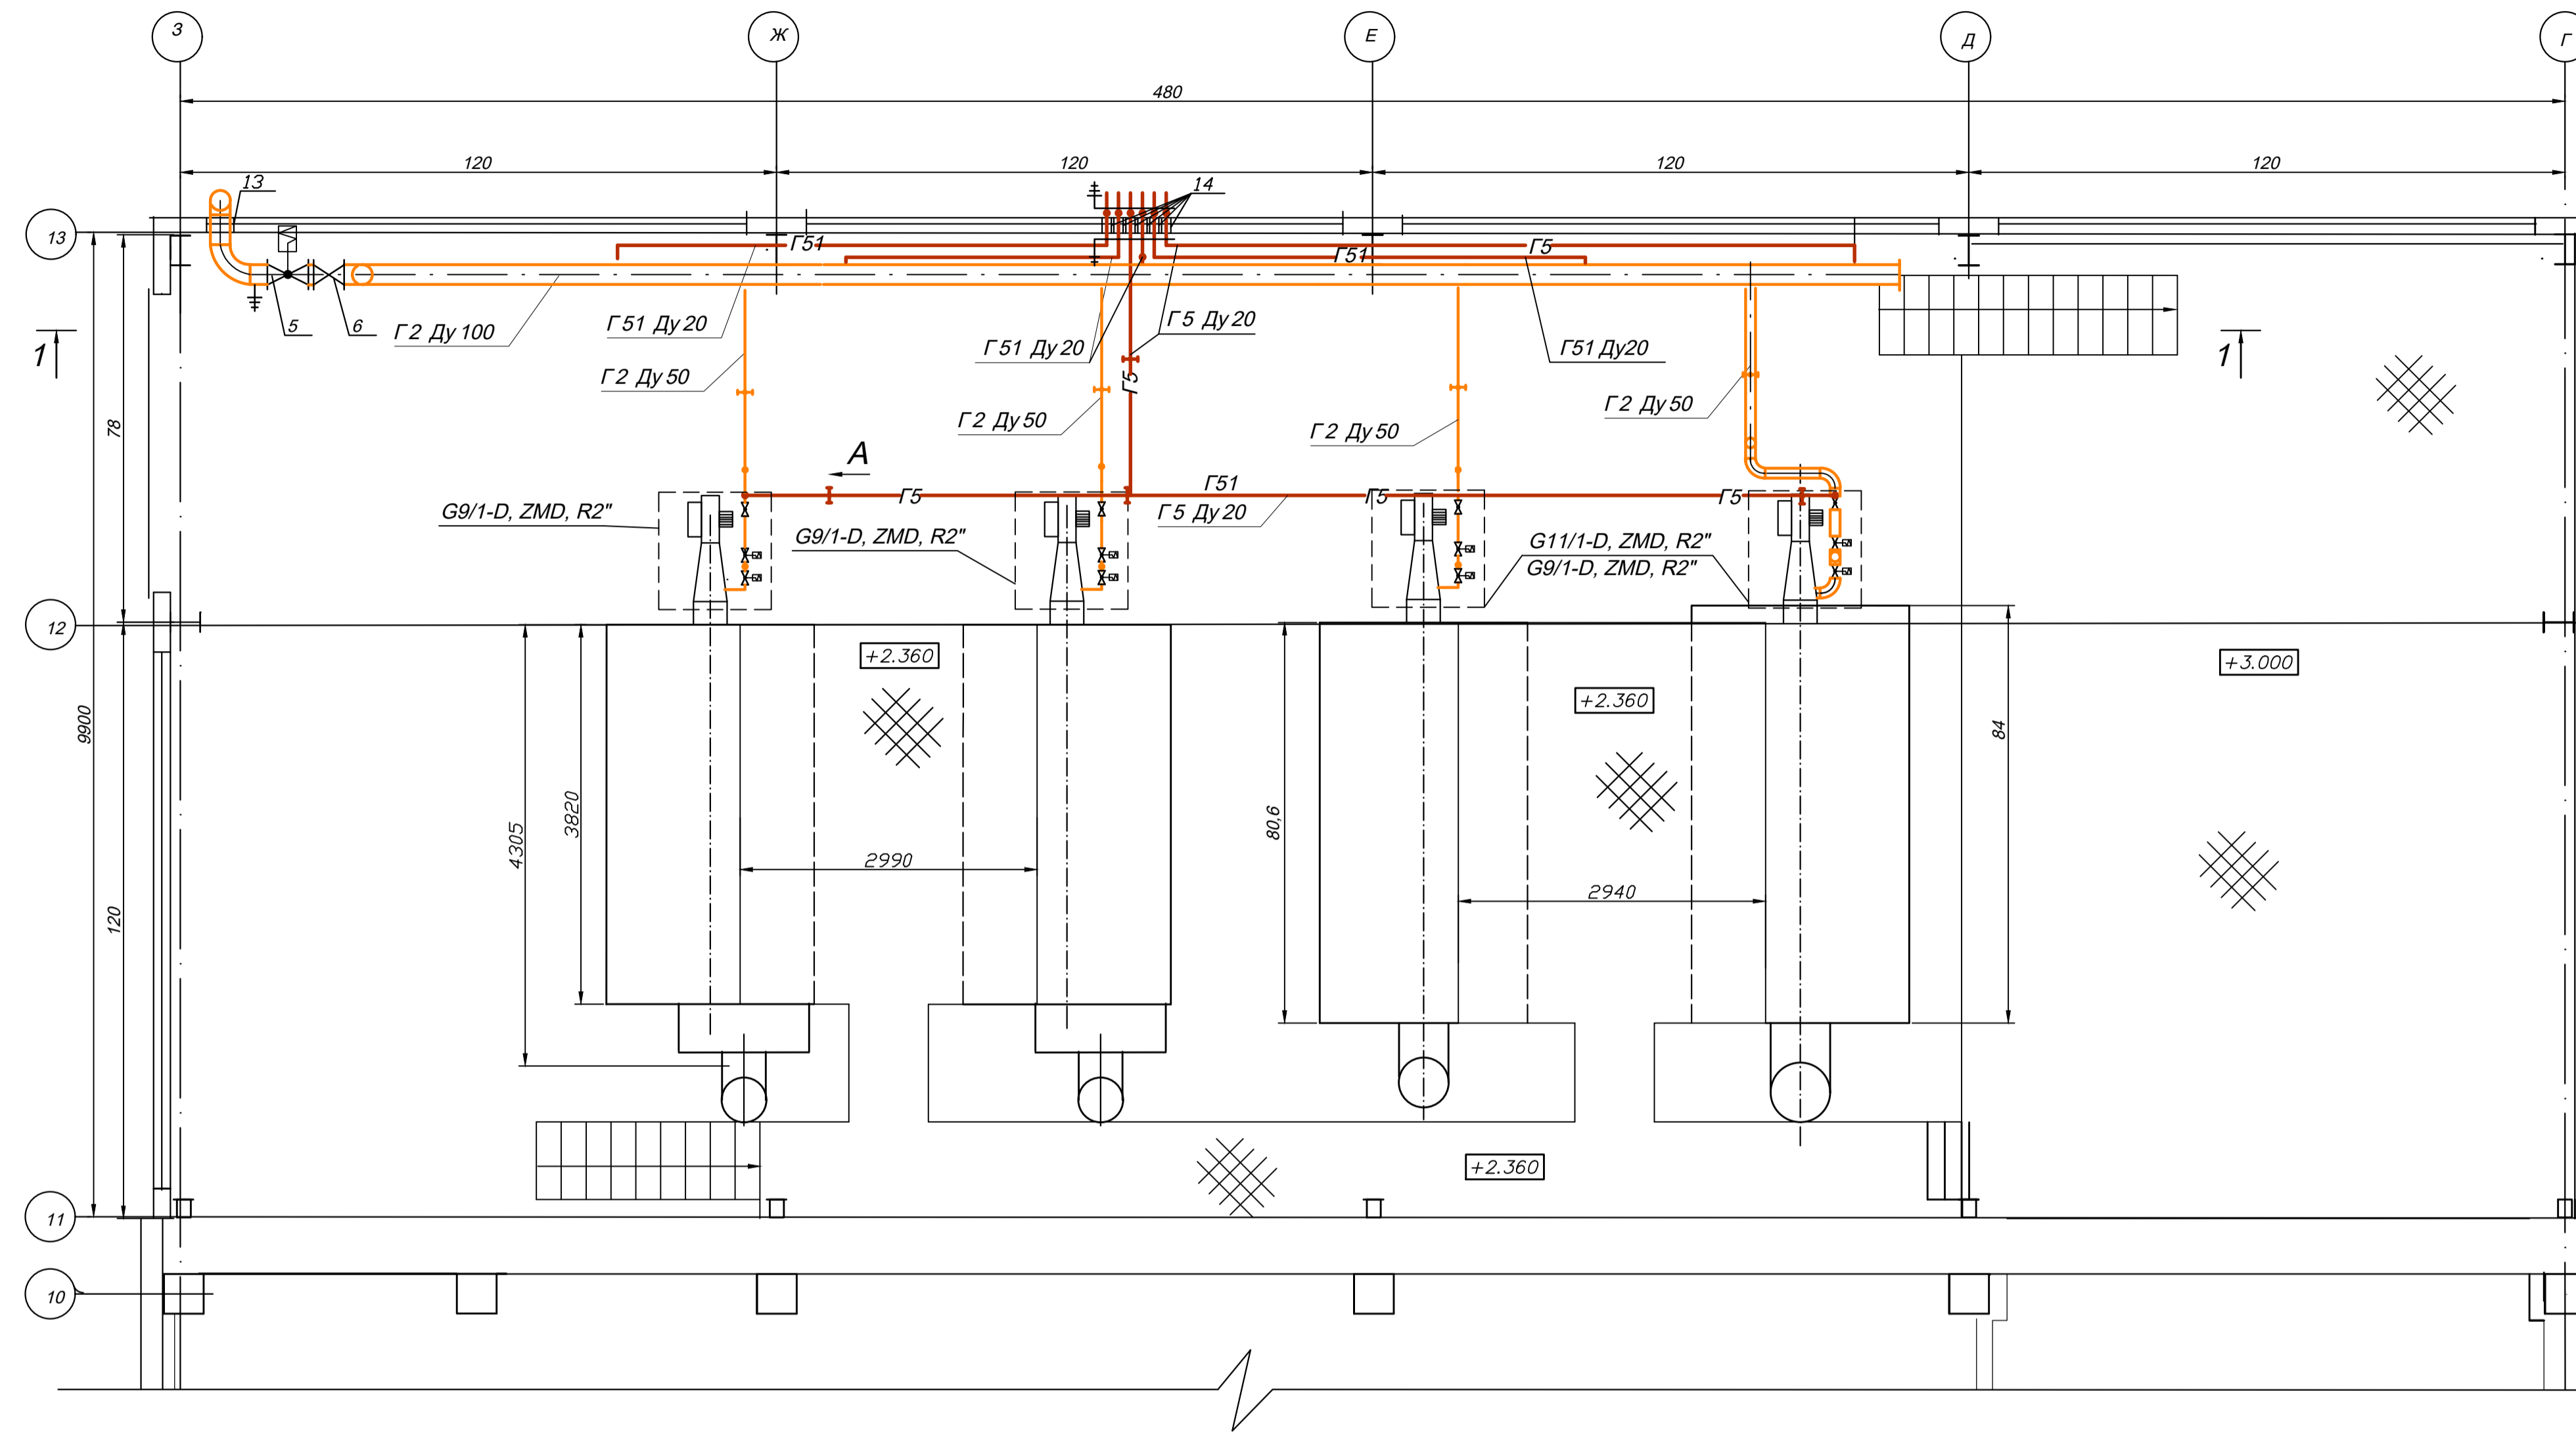 З
Ж
Е
Д
Г
480
120
120
120
120
13
14
13
Г51
Г5
Г51
5
6
Г2 Ду 100
Г51 Ду 20
Г51 Ду 20
Г5 Ду 20
Г51 Ду20
1
1
Г2 Ду 50
Г5
Г2 Ду 50
Г2 Ду 50
Г2 Ду 50
78
А
Г5
Г51
Г5
Г5
Г5 Ду 20
G9/1-D, ZMD, R2"
G9/1-D, ZMD, R2"
G11/1-D, ZMD, R2"
G9/1-D, ZMD, R2"
12
+2.360
+2.360
+3.000
9900
84
4305
3820
80,6
2990
2940
120
+2.360
11
10